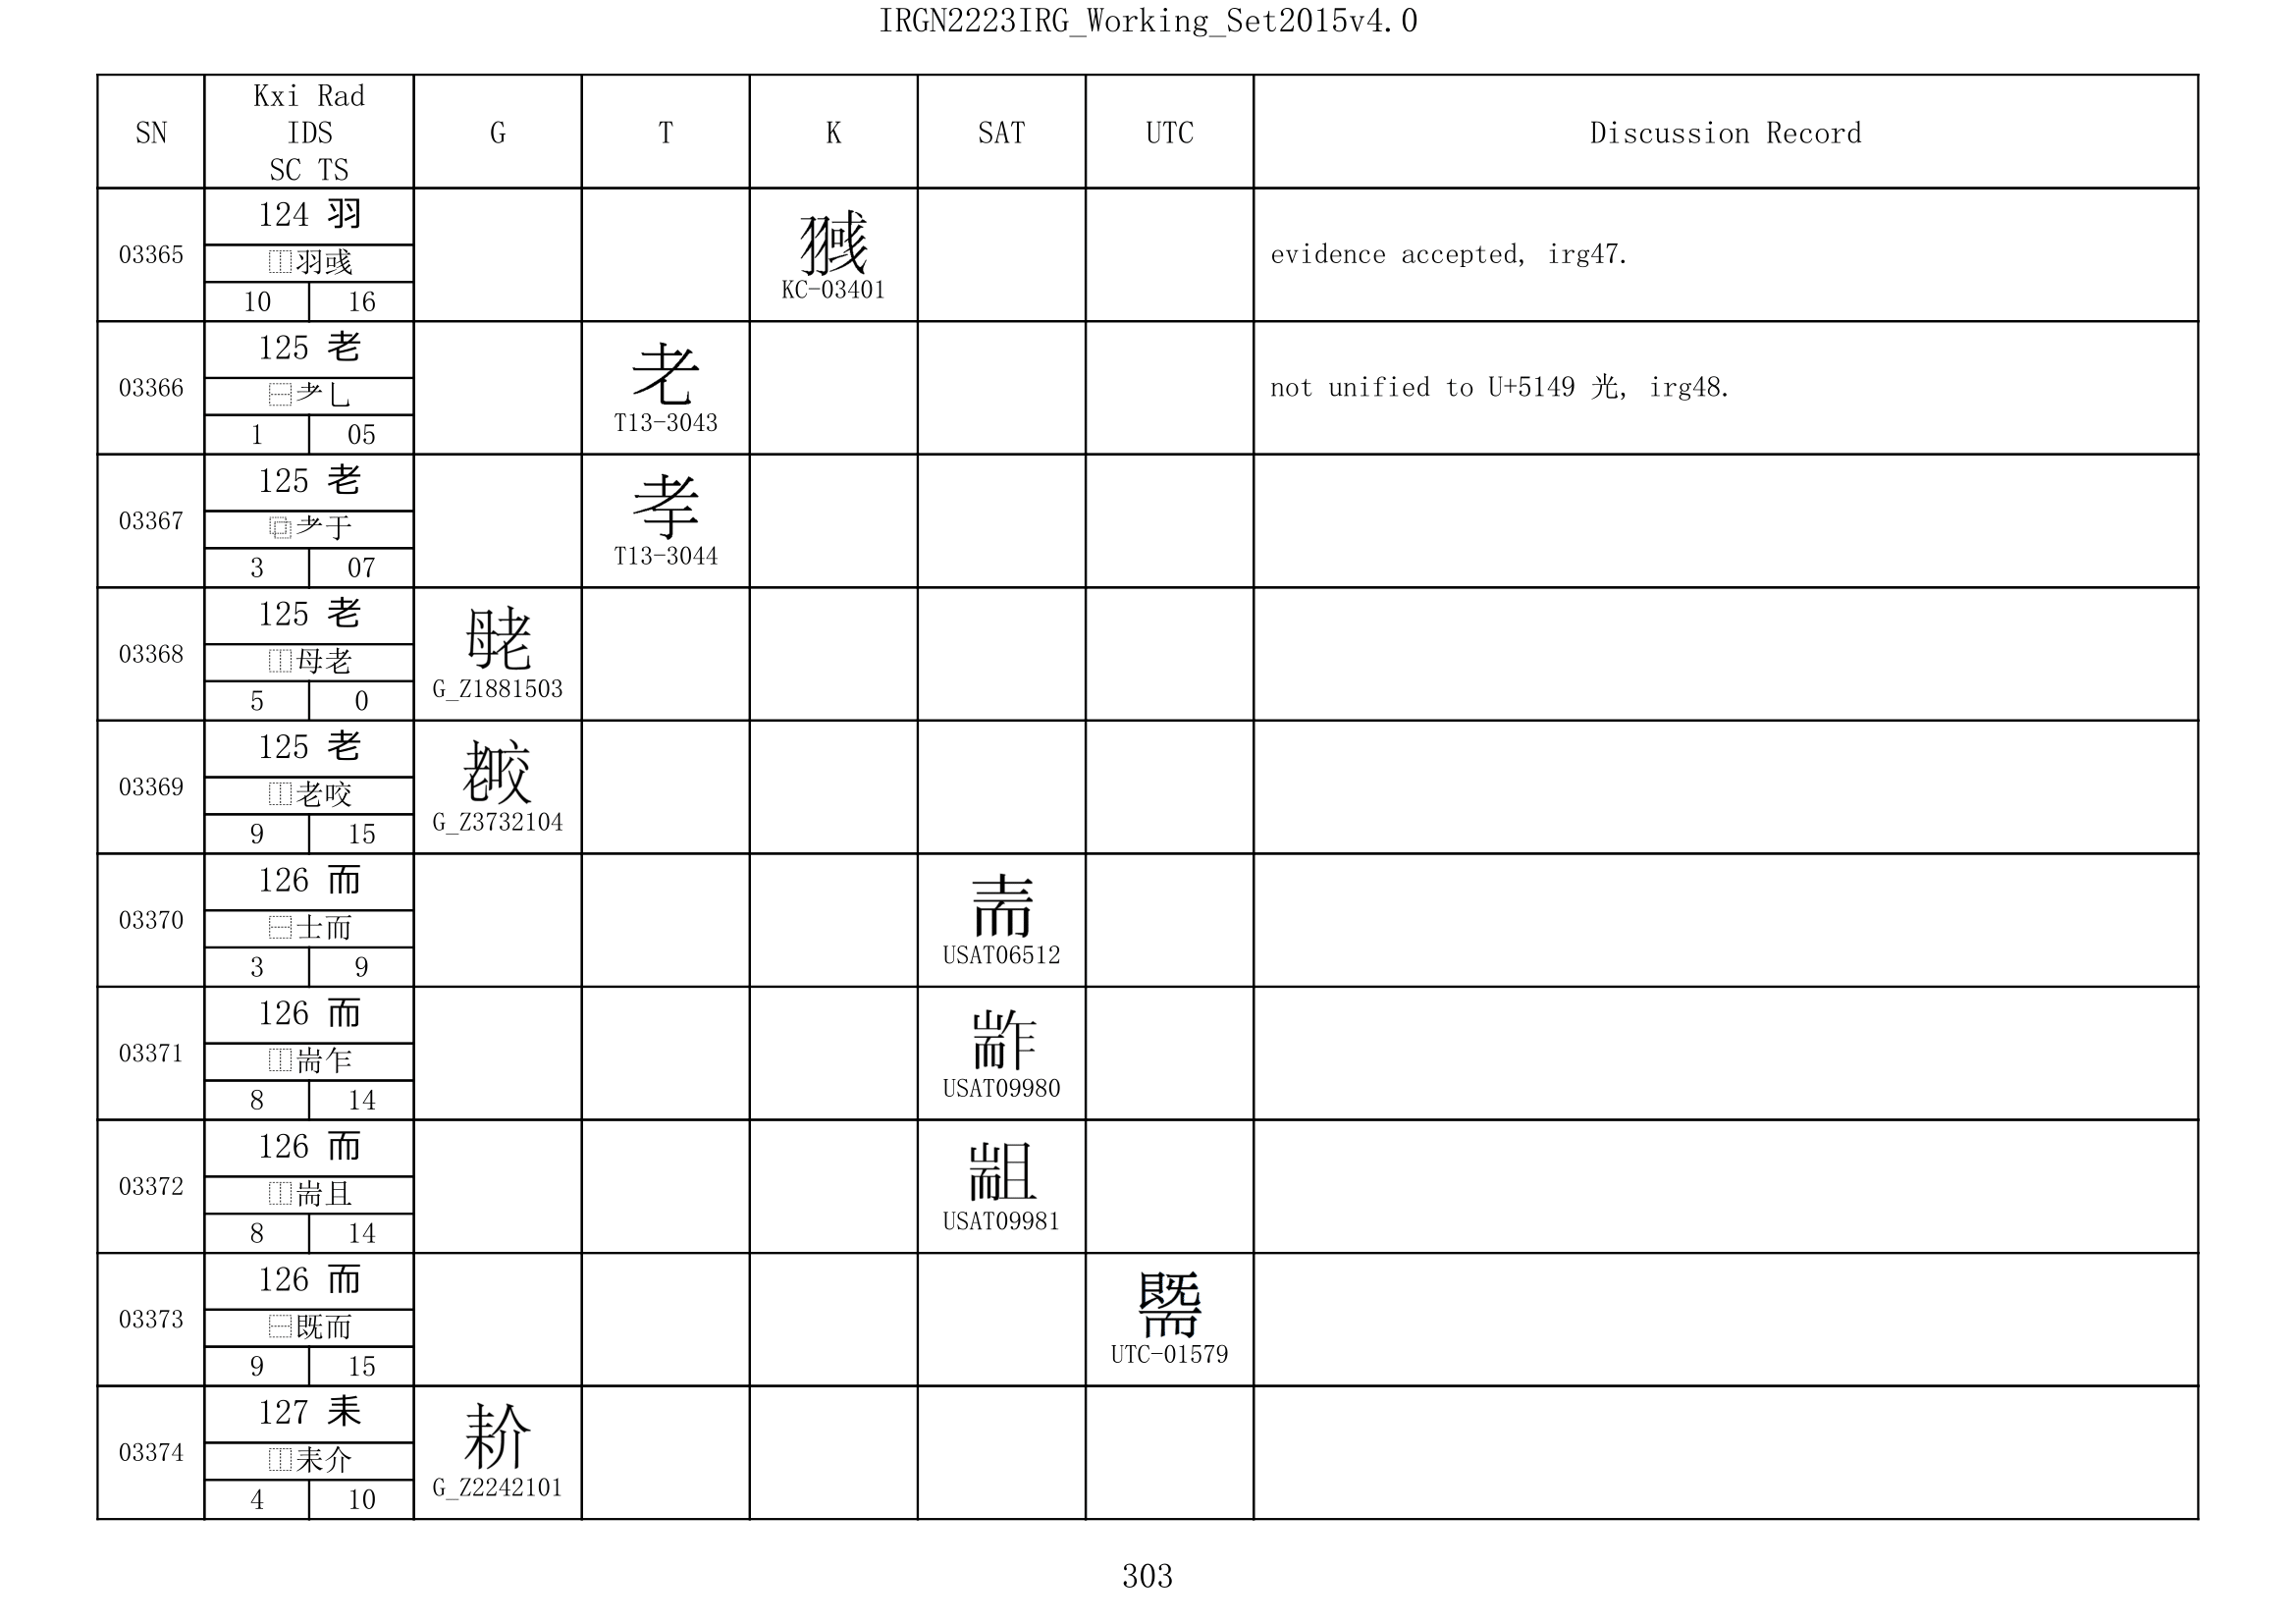 IRGN2223IRG_Working_Set2015v4.0
SN Kxi Rad IDS SC TS G T K SAT UTC Discussion Record
03365
124 羽
⿰羽彧
10 16
KC-03401
evidence accepted, irg47.
03366
125 老
⿱耂乚
1 05
T13-3043
not unified to U+5149 光, irg48.
03367
125 老
⿻耂于
3 07
T13-3044
03368
125 老
⿰母老
5 0
G_Z1881503
03369
125 老
⿰老咬
9 15
G_Z3732104
03370
126 而
⿱士而
3 9
USAT06512
03371
126 而
⿰耑乍
8 14
USAT09980
03372
126 而
⿰耑且
8 14
USAT09981
03373
126 而
⿱既而
9 15
UTC-01579
03374
127 耒
⿰耒介
4 10
G_Z2242101
303